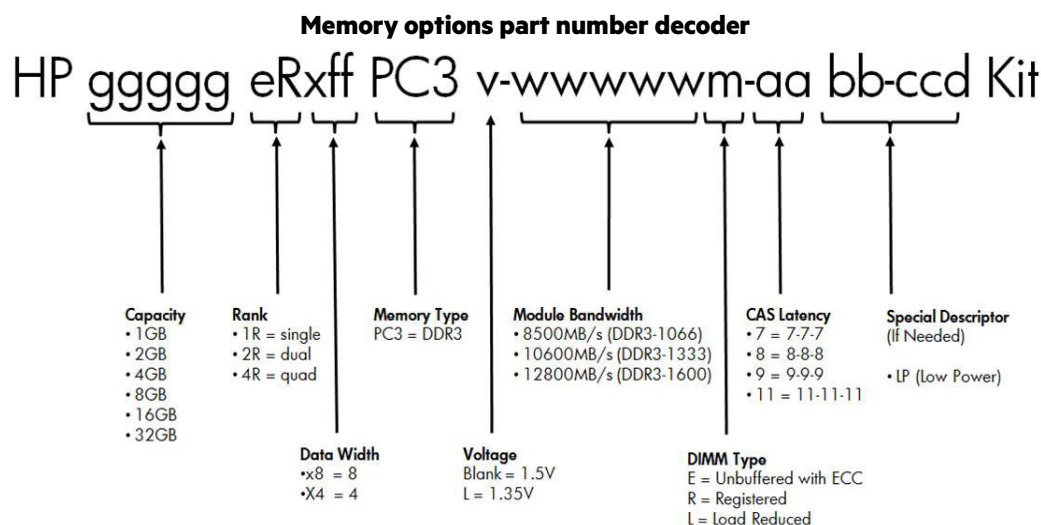 Memory options part number decoder
HP ggggg eRxff PC3 v-wwwwwm-aa bb-ccd Kit
Capacity
• 1GB
• 2GB
• 4GB
• 8GB
• 16GB
• 32GB
Rank
• 1R = single
• 2R = dual
• 4R = quad
Memory Type
PC3 = DDR3
Module Bandwidth
• 8500MB/s (DDR3-1066)
• 10600MB/s (DDR3-1333)
• 12800MB/s (DDR3-1600)
CAS Latency
• 7 = 7-7-7
• 8 = 8-8-8
• 9 = 9-9-9
• 11 = 11-11-11
Special Descriptor
(If Needed)
• LP (Low Power)
Data Width
•x8 = 8
•X4 = 4
Voltage
Blank = 1.5V
L = 1.35V
DIMM Type
E = Unbuffered with ECC
R = Registered
L = Load Reduced